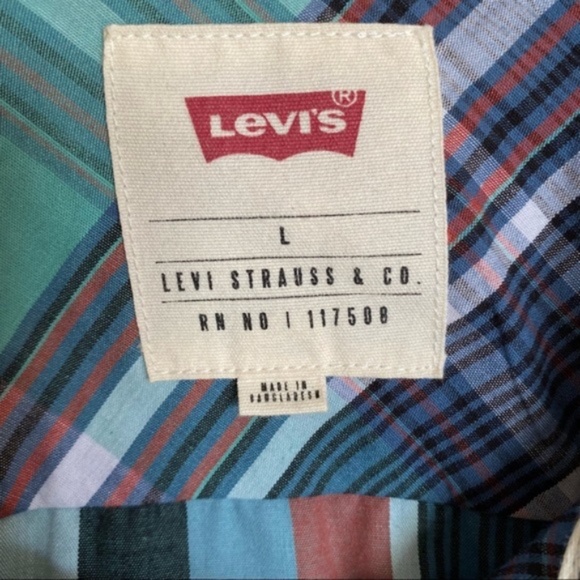 Levi's®
L
LEVI STRAUSS & CO.
RN NO | 117508
MADE IN
BANGLADESH